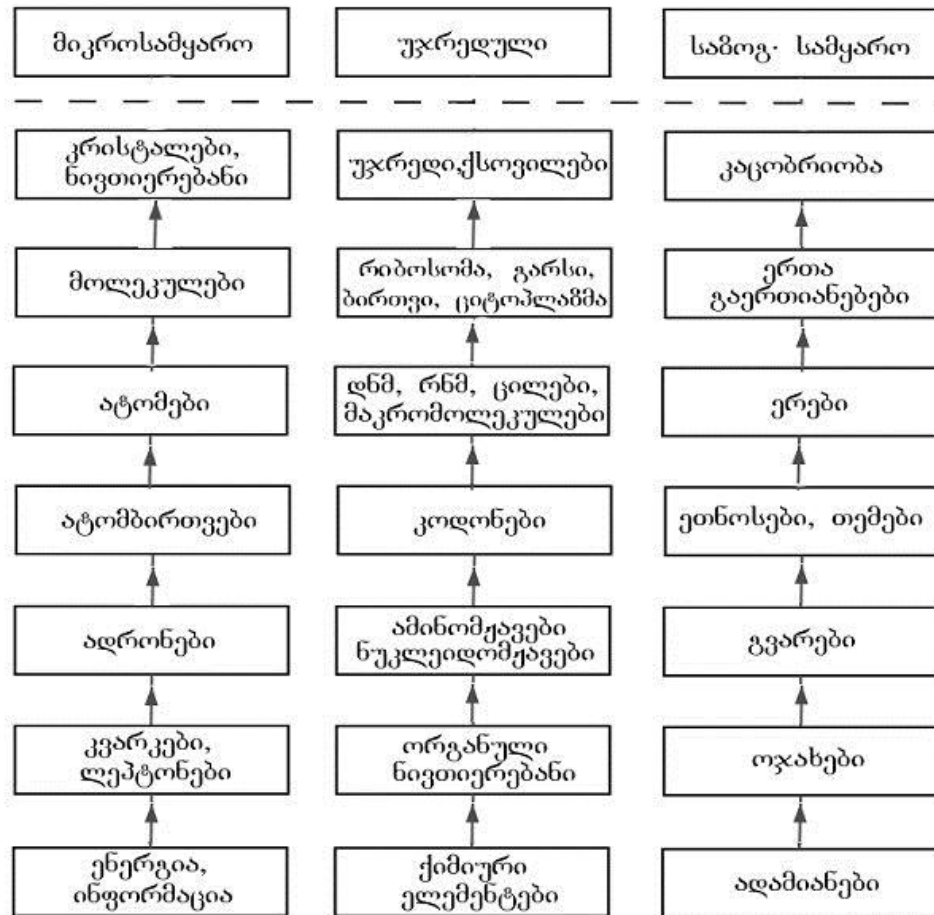 მიკროსამყარო
უჯრედული
საზოგ. სამყარო
კრისტალები,
ნივთიერებანი
უჯრედი,ქსოვილები
კაცობრიობა
მოლეკულები
რიბოსომა, გარსი,
ბირთვი, ციტოპლაზმა
ერთა
გაერთიანებები
ატომები
დნმ, რნმ, ცილები,
მაკრომოლეკულები
ერები
ატომბირთვები
კოდონები
ეთნოსები, თემები
ადრონები
ამინომჟავები
ნუკლეიდომჟავები
გვარები
კვარკები,
ლეპტონები
ორგანული
ნივთიერებანი
ოჯახები
ენერგია,
ინფორმაცია
ქიმიური
ელემენტები
ადამიანები